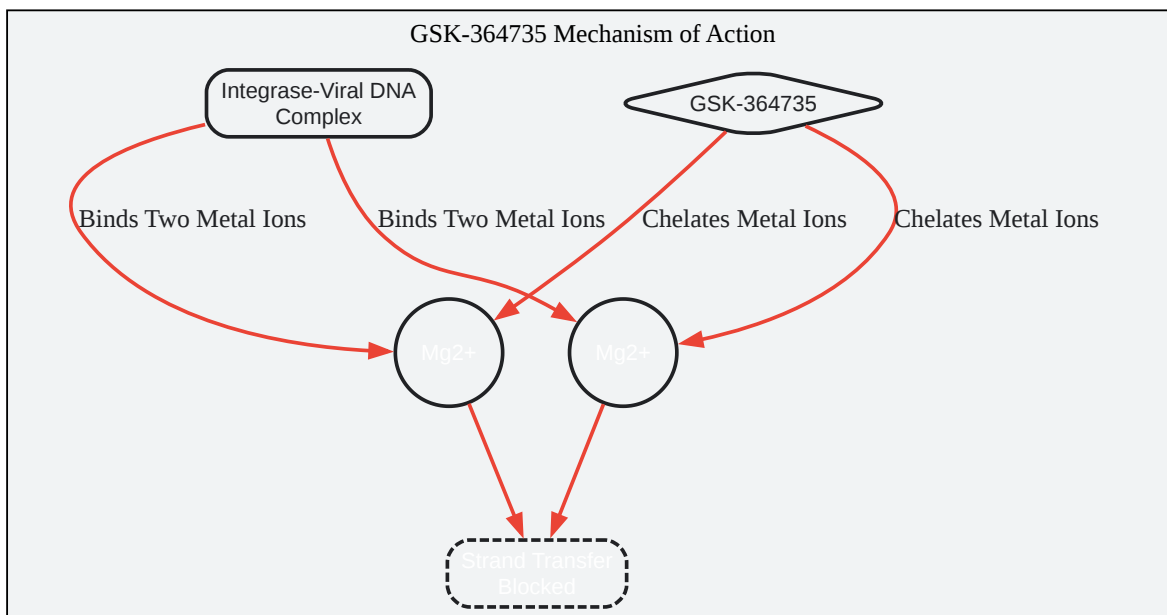 GSK-364735 Mechanism of Action
Integrase-Viral DNA
Complex
GSK-364735
Binds Two Metal Ions
Binds Two Metal Ions
Chelates Metal Ions
Chelates Metal Ions
Mg2+
Mg2+
Strand Transfer
Blocked